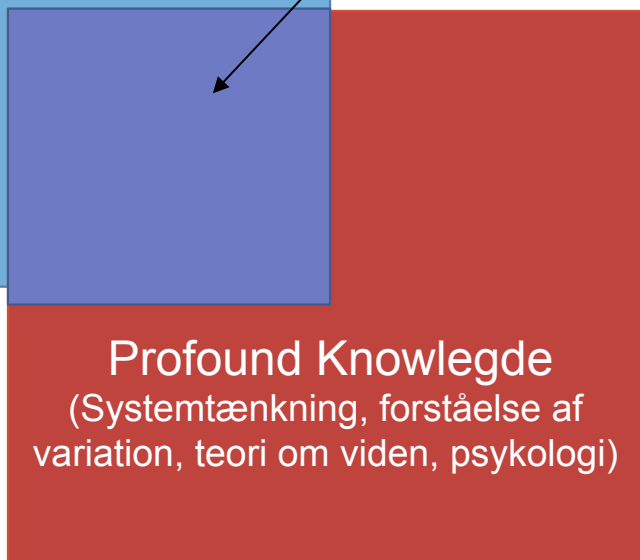 Profound Knowlegde
(Systemtænkning, forståelse af
variation, teori om viden, psykologi)